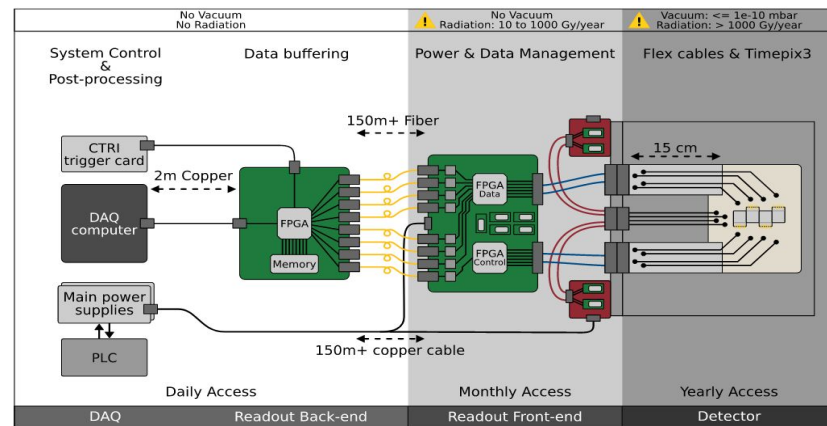 No Vacuum
No Radiation
No Vacuum
Radiation: 10 to 1000 Gy/year
Vacuum: <= 1e-10 mbar
Radiation: > 1000 Gy/year
System Control
&
Post-processing
Data buffering
Power & Data Management
Flex cables & Timepix3
150m+ Fiber
CTRI
trigger card
2m Copper
15 cm
DAQ
computer
FPGA
Memory
FPGA
Data
FPGA
Control
Main power
supplies
PLC
150m+ copper cable
Daily Access
Monthly Access
Yearly Access
DAQ
Readout Back-end
Readout Front-end
Detector